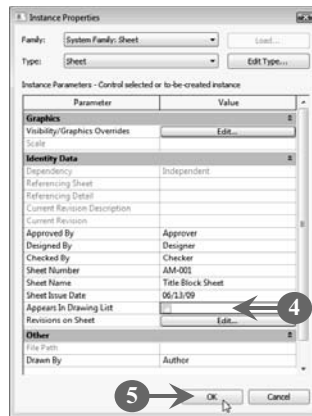 Instance Properties
Family: System Family: Sheet Load...
Type: Sheet Edit Type...
Instance Parameters - Control selected or to-be-created instance
Parameter Value
Graphics
Visibility/Graphics Overrides Edit...
Scale
Identity Data
Dependency Independent
Referencing Sheet
Referencing Detail
Current Revision Description
Current Revision
Approved By Approver
Designed By Designer
Checked By Checker
Sheet Number AM-001
Sheet Name Title Block Sheet
Sheet Issue Date 06/13/09
Appears In Drawing List 4
Revisions on Sheet Edit...
Other
File Path
Drawn By Author
5 OK Cancel